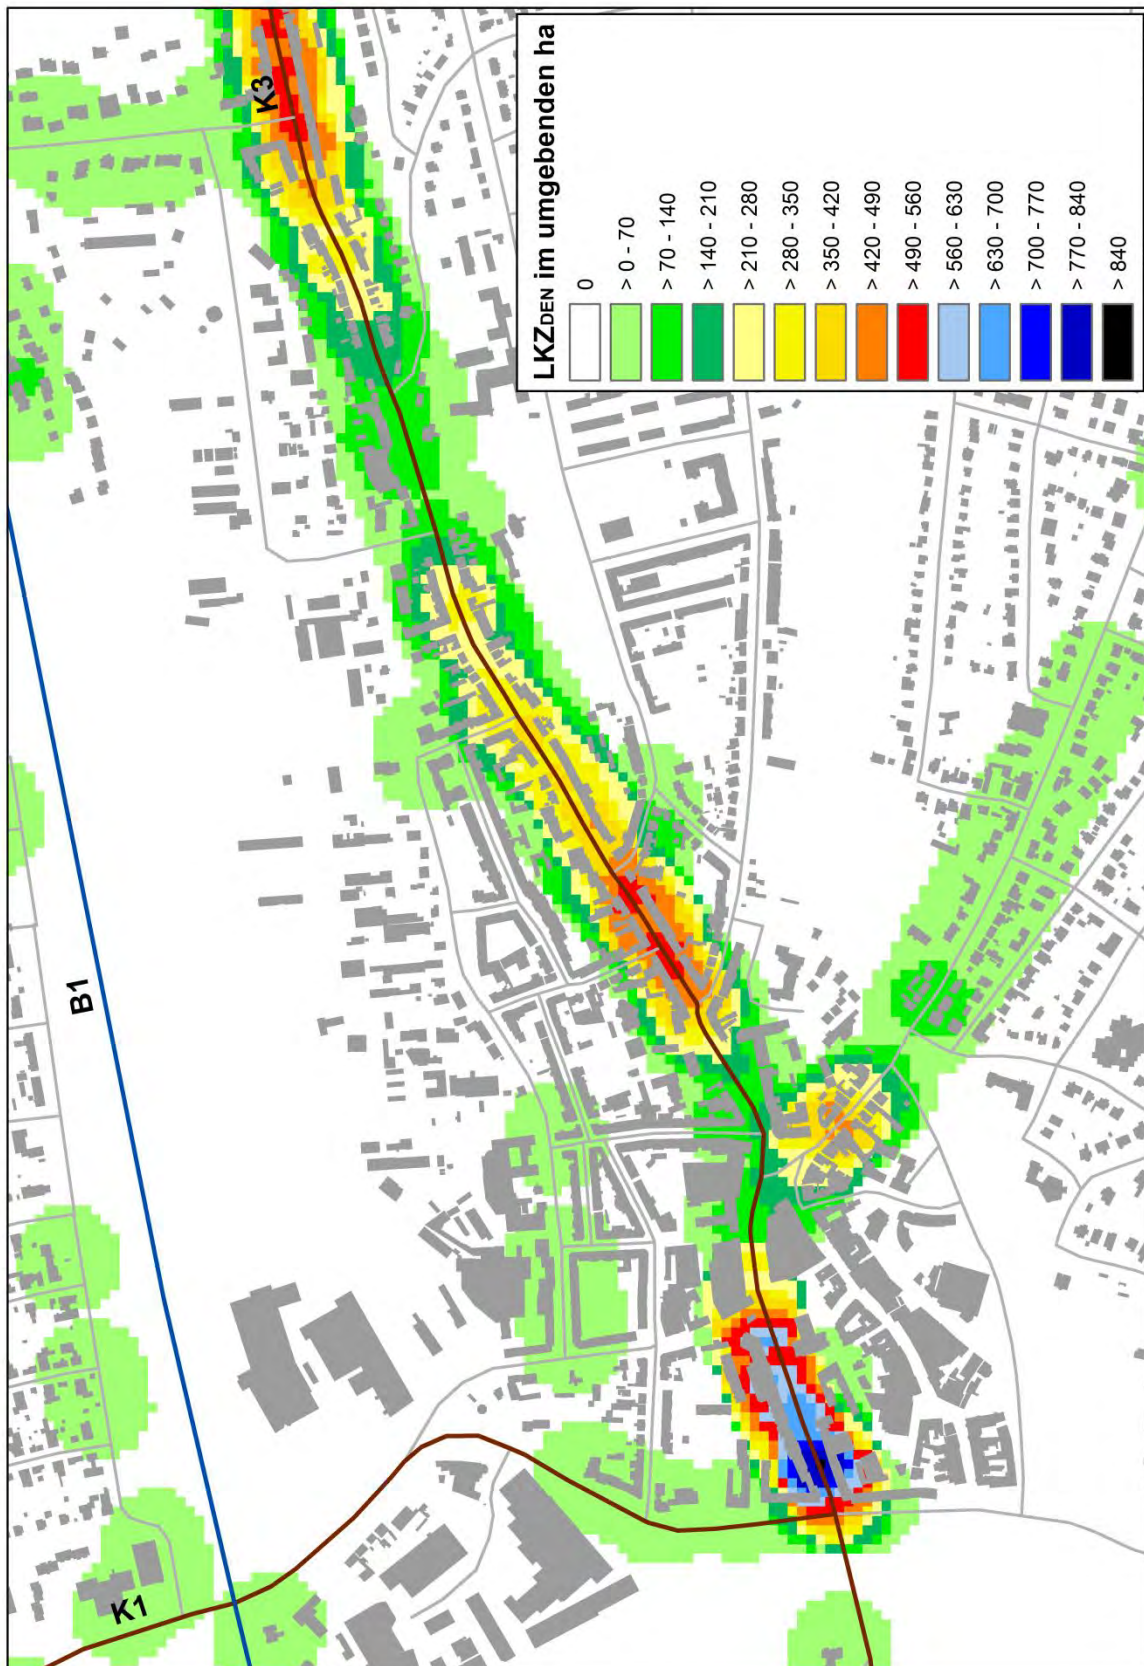 K3
B1
K1
LKZDEN im umgebenden ha
0
> 0 - 70
> 70 - 140
> 140 - 210
> 210 - 280
> 280 - 350
> 350 - 420
> 420 - 490
> 490 - 560
> 560 - 630
> 630 - 700
> 700 - 770
> 770 - 840
> 840